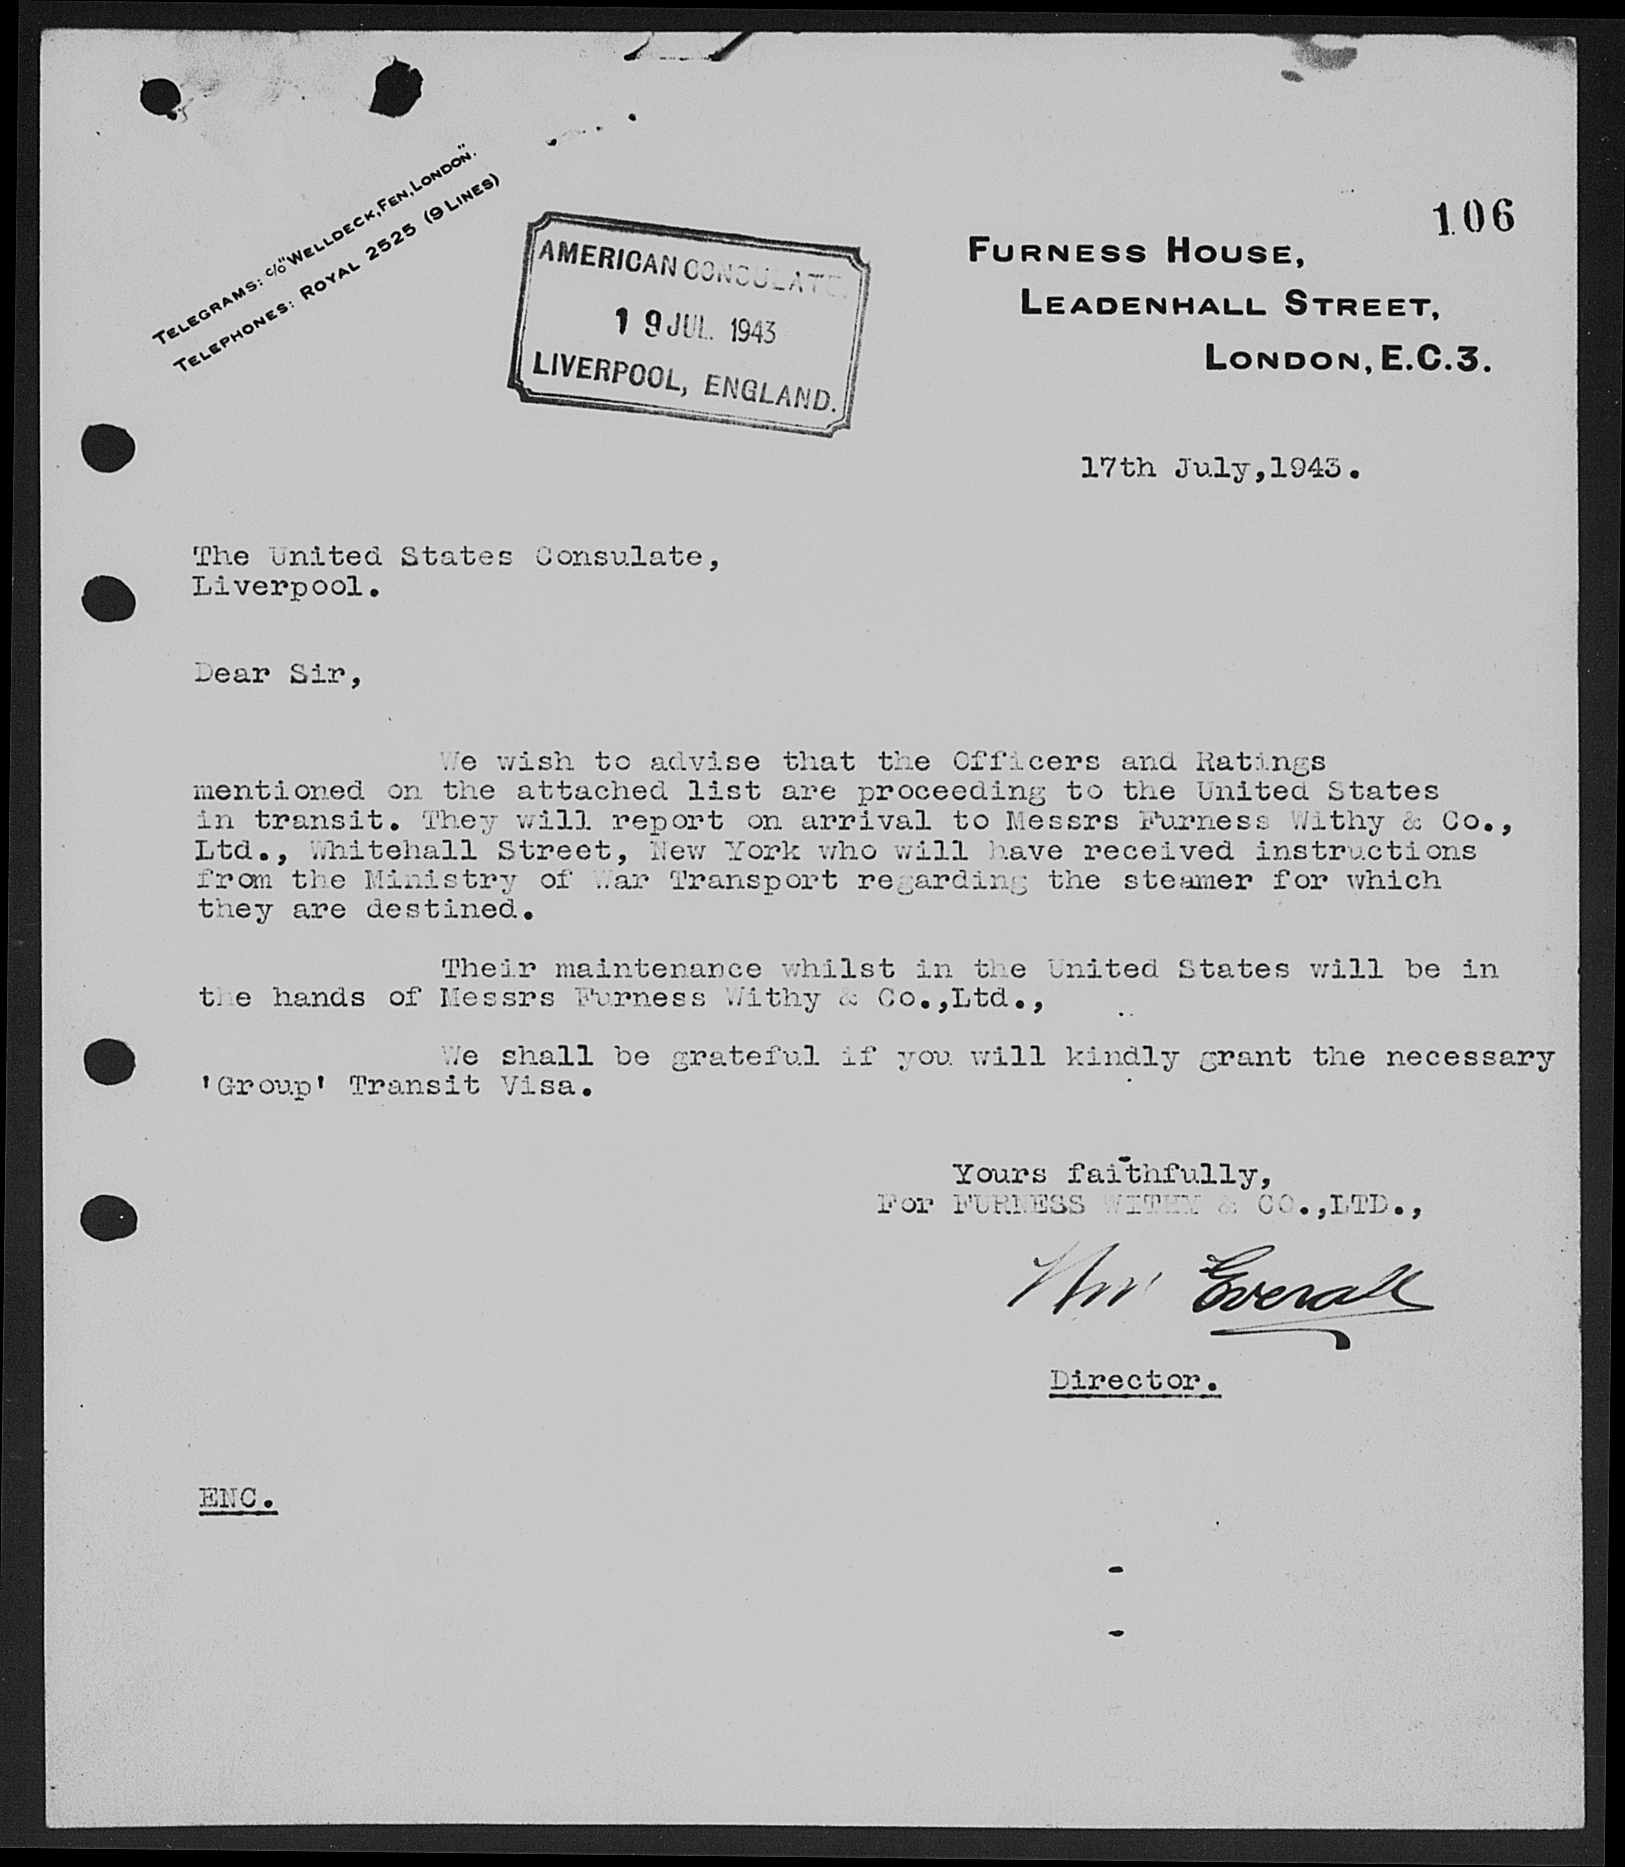 TELEGRAMS: c/o "WELLDECK, FEN, LONDON".
TELEPHONES: ROYAL 2525 (9 LINES)
AMERICAN CONSULATE,
19 JUL. 1943
LIVERPOOL, ENGLAND.
106
FURNESS HOUSE,
LEADENHALL STREET,
LONDON, E.C.3.
17th July,1943.
The United States Consulate,
Liverpool.
Dear Sir,
We wish to advise that the Officers and Ratings
mentioned on the attached list are proceeding to the United States
in transit. They will report on arrival to Messrs Furness Withy & Co.,
Ltd., Whitehall Street, New York who will have received instructions
from the Ministry of War Transport regarding the steamer for which
they are destined.
Their maintenance whilst in the United States will be in
the hands of Messrs Furness Withy & Co.,Ltd.,
We shall be grateful if you will kindly grant the necessary
'Group' Transit Visa.
Yours faithfully,
For FURNESS WITHY & CO.,LTD.,
Everall
Director.
ENC.